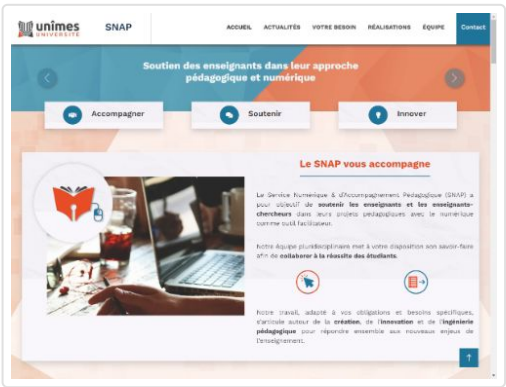 unimes
UNIVERSITÉ
SNAP
ACCUEIL ACTUALITÉS VOTRE BESOIN RÉALISATIONS ÉQUIPE Contact
Soutien des enseignants dans leur approche
pédagogique et numérique
Accompagner Soutenir Innover
Le SNAP vous accompagne
Le Service Numérique & d'Accompagnement Pédagogique (SNAP) a
pour objectif de soutenir les enseignants et les enseignants-
chercheurs dans leurs projets pédagogiques avec le numérique
comme outil facilitateur.
Notre équipe pluridisciplinaire met à votre disposition son savoir-faire
afin de collaborer à la réussite des étudiants.
Notre travail, adapté à vos obligations et besoins spécifiques,
s'articule autour de la création, de l'innovation et de l'ingénierie
pédagogique pour répondre ensemble aux nouveaux enjeux de
l'enseignement.